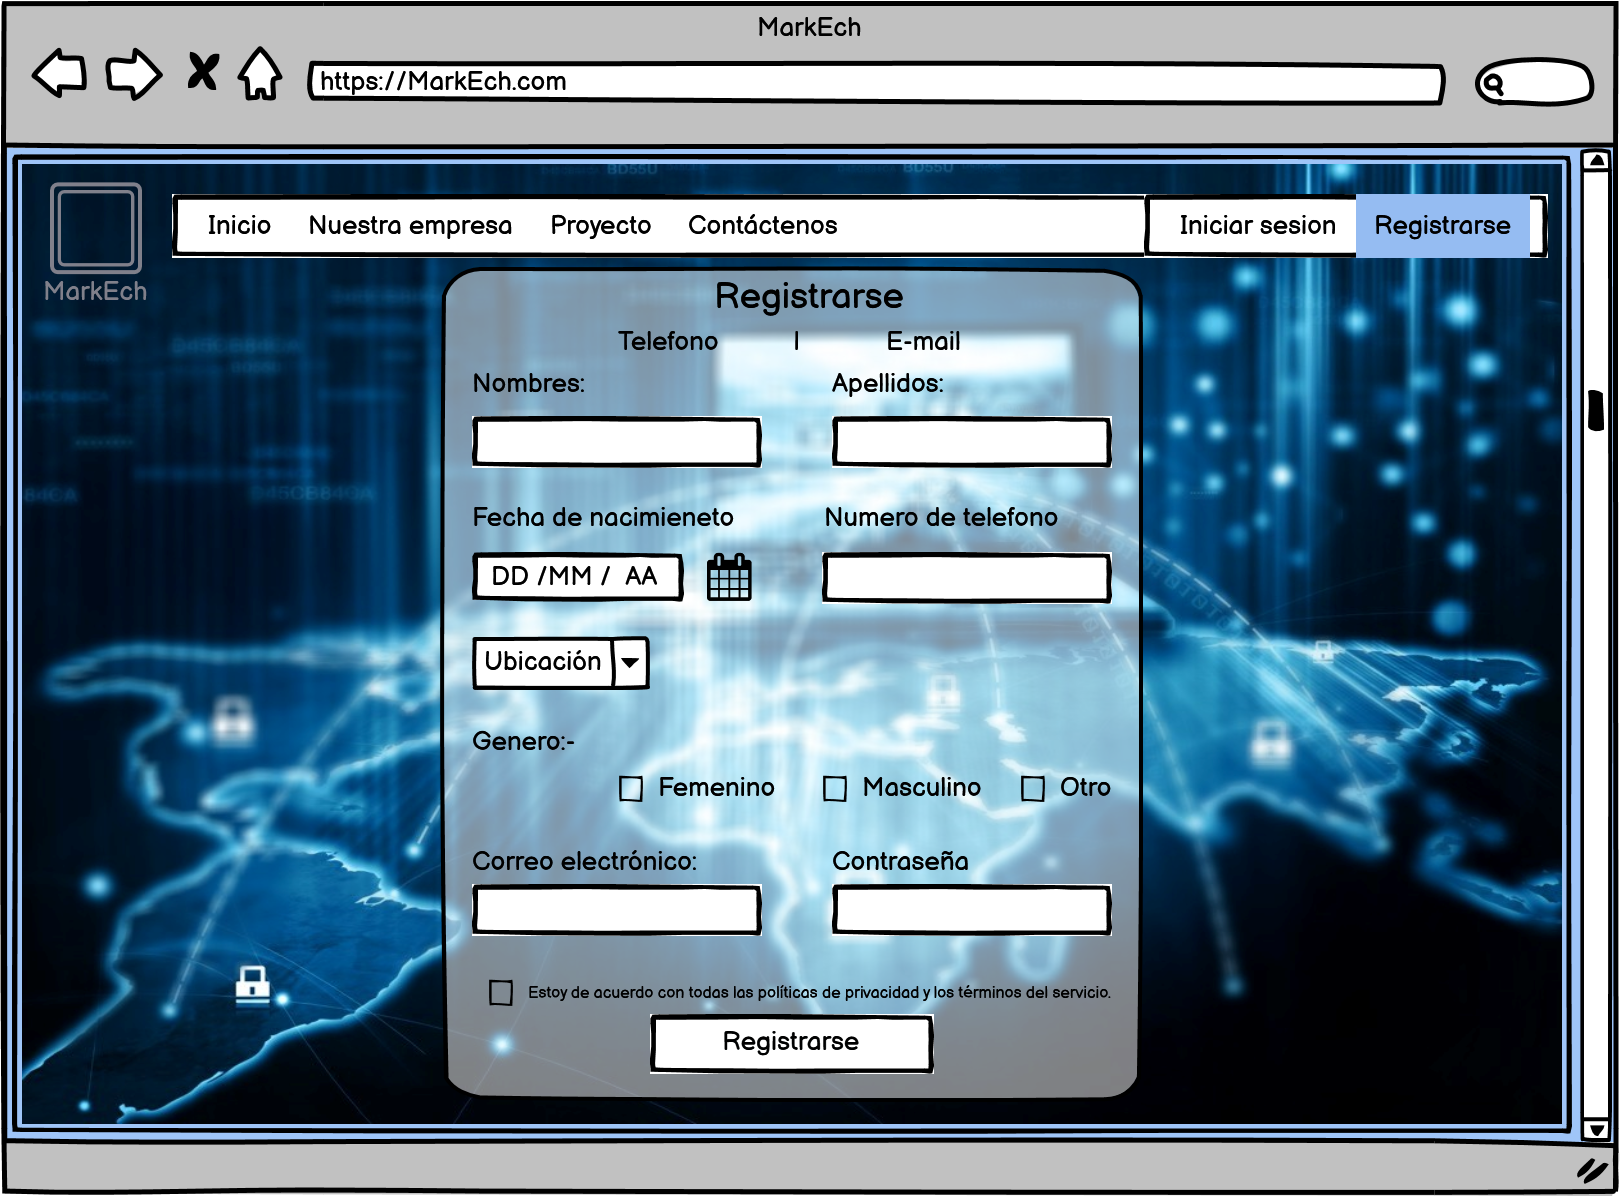 MarkEch
https://MarkEch.com
Inicio Nuestra empresa Proyecto Contáctenos Iniciar sesion Registrarse
MarkEch
Registrarse
Telefono | E-mail
Nombres: Apellidos:
Fecha de nacimieneto Numero de telefono
DD /MM / AA
Ubicación
Genero:-
Femenino Masculino Otro
Correo electrónico: Contraseña
Estoy de acuerdo con todas las políticas de privacidad y los términos del servicio.
Registrarse